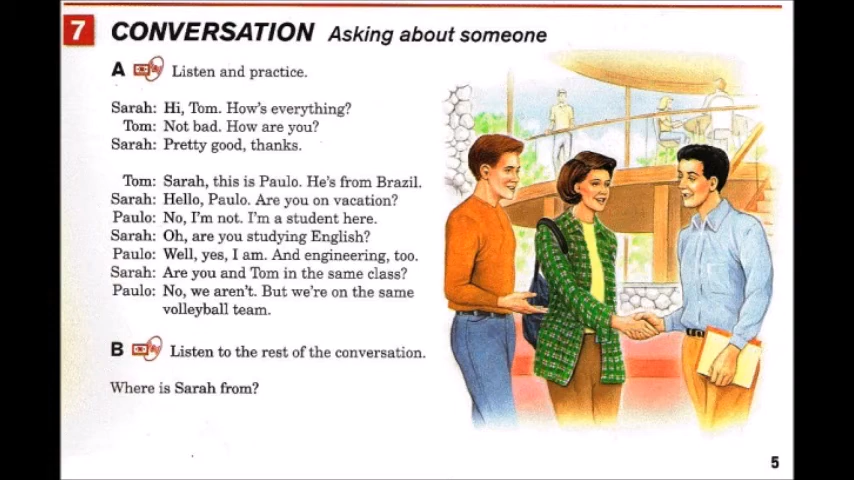 7 CONVERSATION Asking about someone
A Listen and practice.
Sarah: Hi, Tom. How's everything?
Tom: Not bad. How are you?
Sarah: Pretty good, thanks.
Tom: Sarah, this is Paulo. He's from Brazil.
Sarah: Hello, Paulo. Are you on vacation?
Paulo: No, I'm not. I'm a student here.
Sarah: Oh, are you studying English?
Paulo: Well, yes, I am. And engineering, too.
Sarah: Are you and Tom in the same class?
Paulo: No, we aren't. But we're on the same
volleyball team.
B Listen to the rest of the conversation.
Where is Sarah from?
5